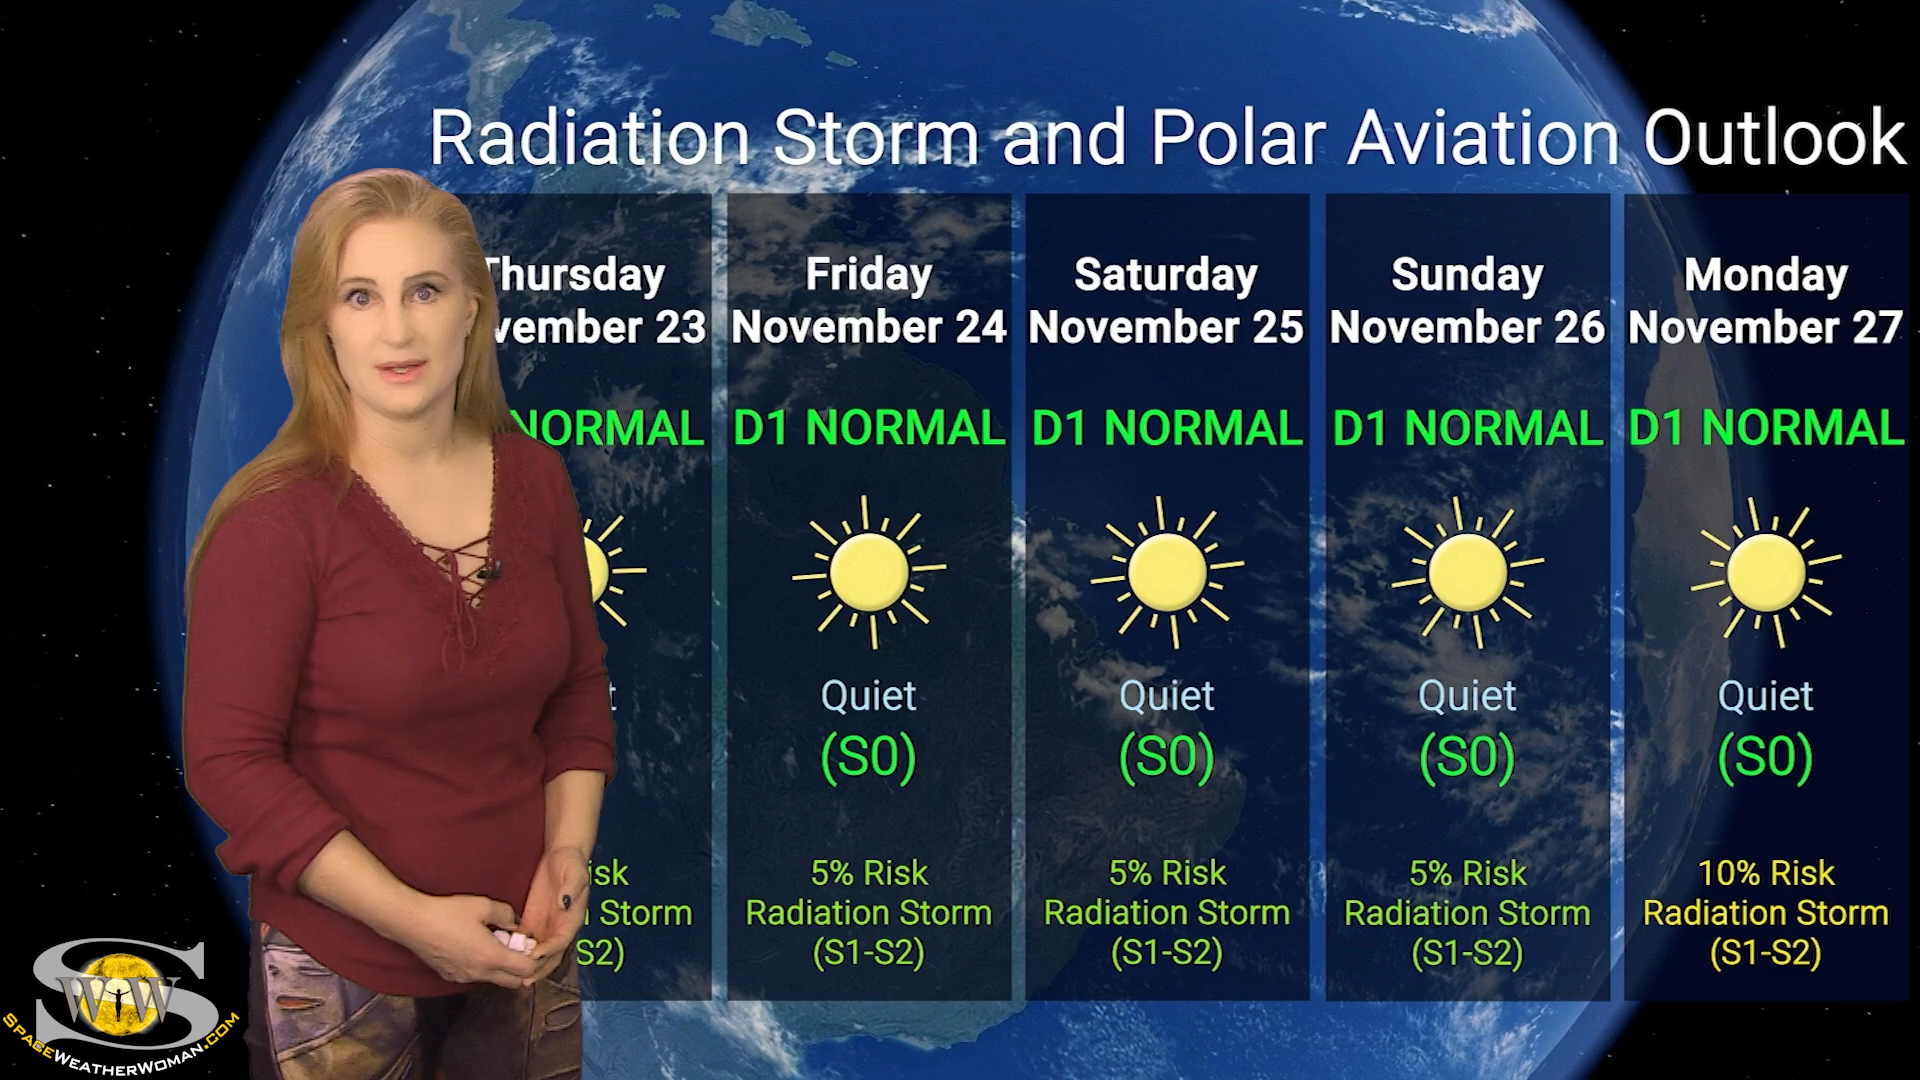 Radiation Storm and Polar Aviation Outlook
Thursday
vember 23
NORMAL
t
isk
Storm
S2)
Friday
November 24
D1 NORMAL
Quiet
(S0)
5% Risk
Radiation Storm
(S1-S2)
Saturday
November 25
D1 NORMAL
Quiet
(S0)
5% Risk
Radiation Storm
(S1-S2)
Sunday
November 26
D1 NORMAL
Quiet
(S0)
5% Risk
Radiation Storm
(S1-S2)
Monday
November 27
D1 NORMAL
Quiet
(S0)
10% Risk
Radiation Storm
(S1-S2)
S
WW
SPACEWEATHERWOMAN.COM